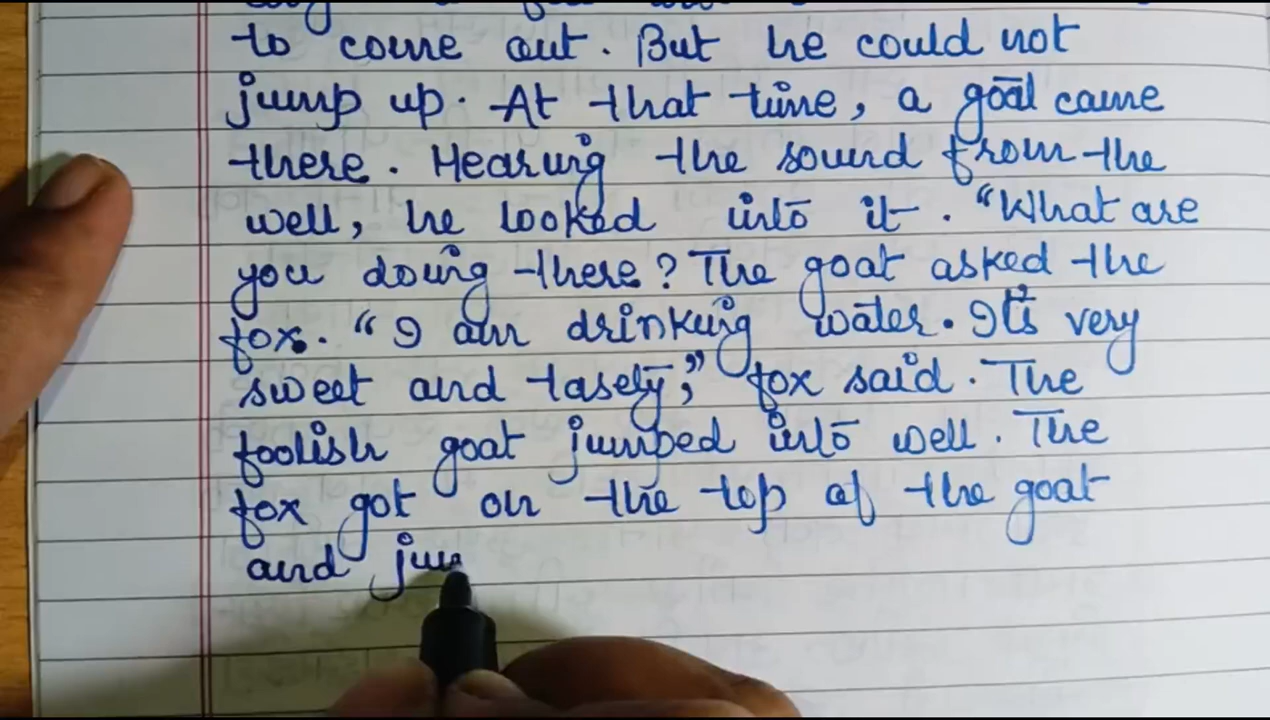 to come out. But he could not
jump up. At that time, a goat came
there. Hearing the sound from the
well, he looked into it. "What are
you doing there? The goat asked the
fox. "I am drinking water. It's very
sweet and tasety," fox said. The
foolish goat jumped into well. The
fox got on the top of the goat
and jum